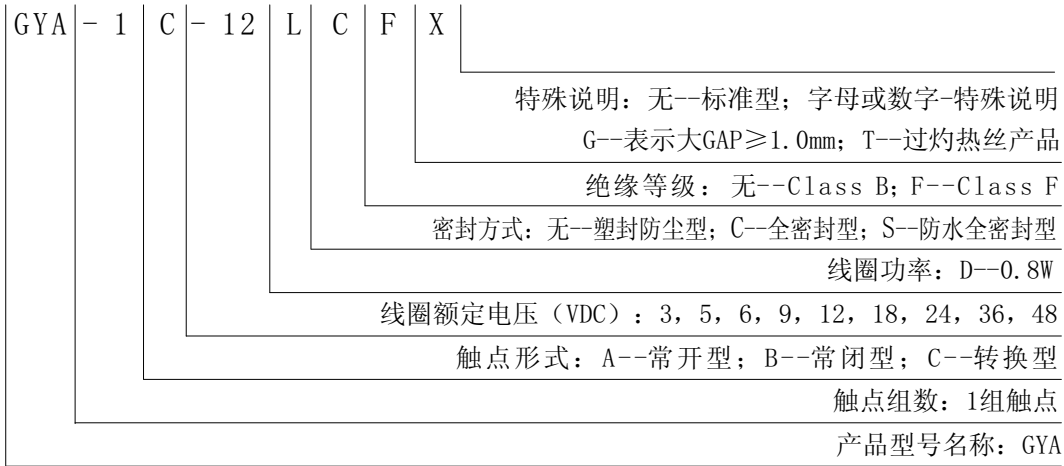 GYA - 1 C - 12 L C F X
特殊说明：无--标准型；字母或数字-特殊说明
G--表示大GAP≥1.0mm；T--过灼热丝产品
绝缘等级：无--Class B；F--Class F
密封方式：无--塑封防尘型；C--全密封型；S--防水全密封型
线圈功率：D--0.8W
线圈额定电压（VDC）：3，5，6，9，12，18，24，36，48
触点形式：A--常开型；B--常闭型；C--转换型
触点组数：1组触点
产品型号名称：GYA